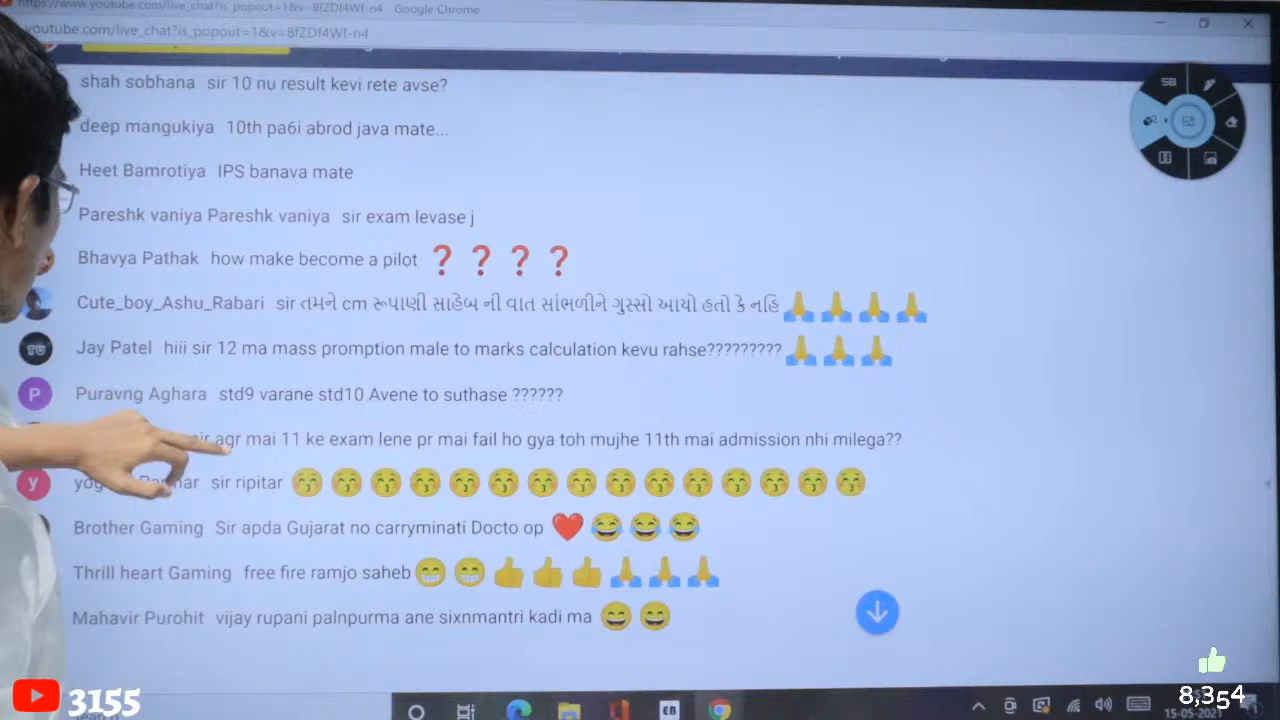 https://www.youtube.com/live_chat?is_popout=1&v=8fZDf4WI-n4 Google Chrome
youtube.com/live_chat?is_popout=1&v=8fZDf4WI-n4
SB
shah sobhana sir 10 nu result kevi rete avse?
deep mangukiya 10th pa6i abrod java mate...
Heet Bamrotiya IPS banava mate
Pareshk vaniya Pareshk vaniya sir exam levase j
Bhavya Pathak how make become a pilot ❓ ❓ ❓ ❓
Cute_boy_Ashu_Rabari sir તમને cm રૂપાણી સાહેબ ની વાત સાંભળીને ગુસ્સો આયો હતો કે નહિ 🙏 🙏 🙏 🙏
Jay Patel hiii sir 12 ma mass promption male to marks calculation kevu rahse????????? 🙏 🙏 🙏
P
Puravng Aghara std9 varane std10 Avene to suthase ??????
sir agr mai 11 ke exam lene pr mai fail ho gya toh mujhe 11th mai admission nhi milega??
y
sir ripitar 😚 😚 😚 😚 😚 😚 😚 😚 😚 😚 😚 😚 😚 😚 😚
Brother Gaming Sir apda Gujarat no carryminati Docto op ❤️ 😂 😂 😂
Thrill heart Gaming free fire ramjo saheb 😁 😁 👍 👍 👍 🙏 🙏 🙏
Mahavir Purohit vijay rupani palnpurma ane sixnmantri kadi ma 😄 😄
3155
8,354
15-05-2021